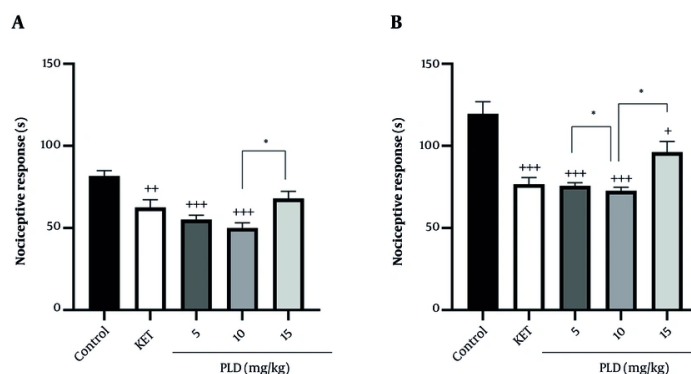 A
Nociceptive response (s)
150
100
50
0
++
+++
+++
*
Control
KET
5
10
15
PLD (mg/kg)
B
Nociceptive response (s)
150
100
50
0
+++
+++
+++
+
*
*
Control
KET
5
10
15
PLD (mg/kg)